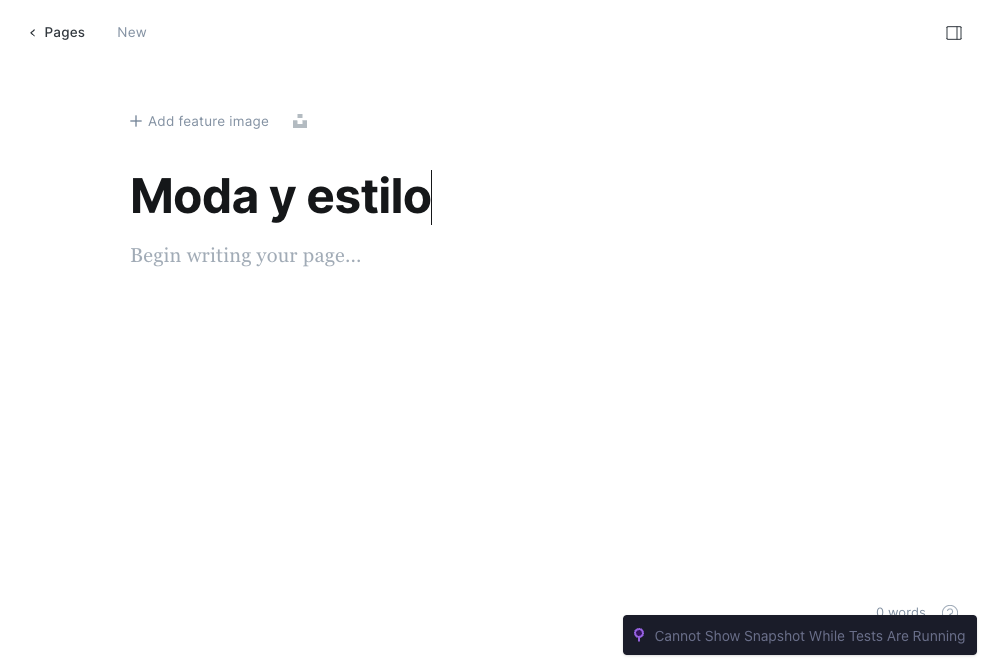 Pages New
Add feature image
Moda y estilo
Begin writing your page...
0 words ?
Cannot Show Snapshot While Tests Are Running